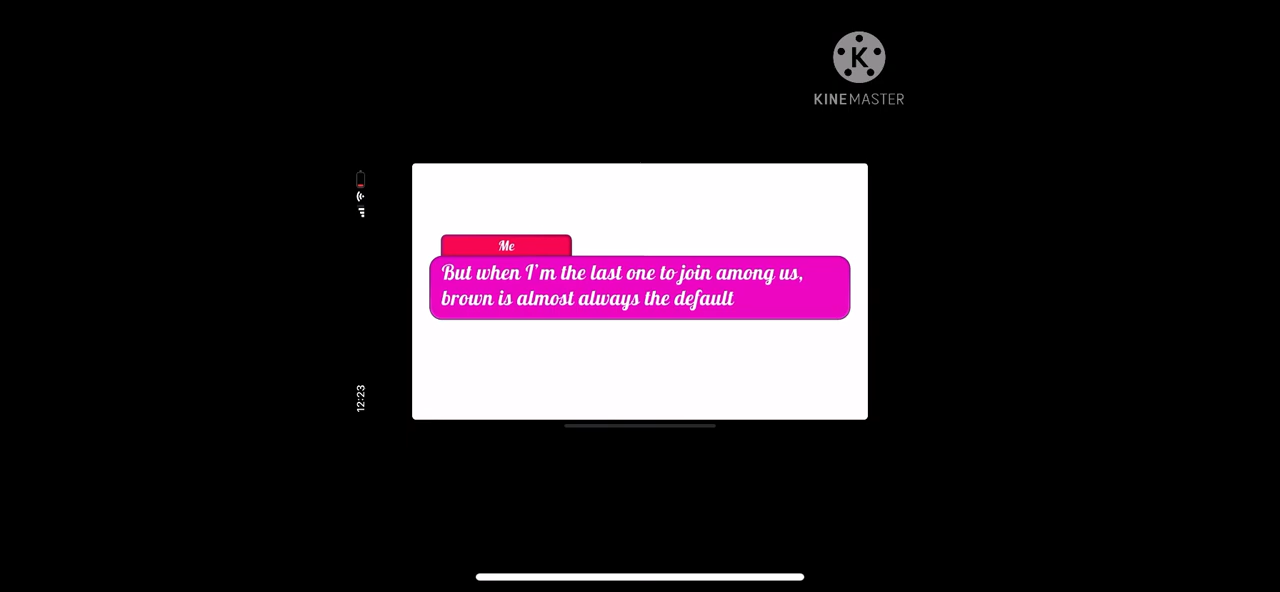 K
KINEMASTER
Me
But when I'm the last one to join among us,
brown is almost always the default
12:23